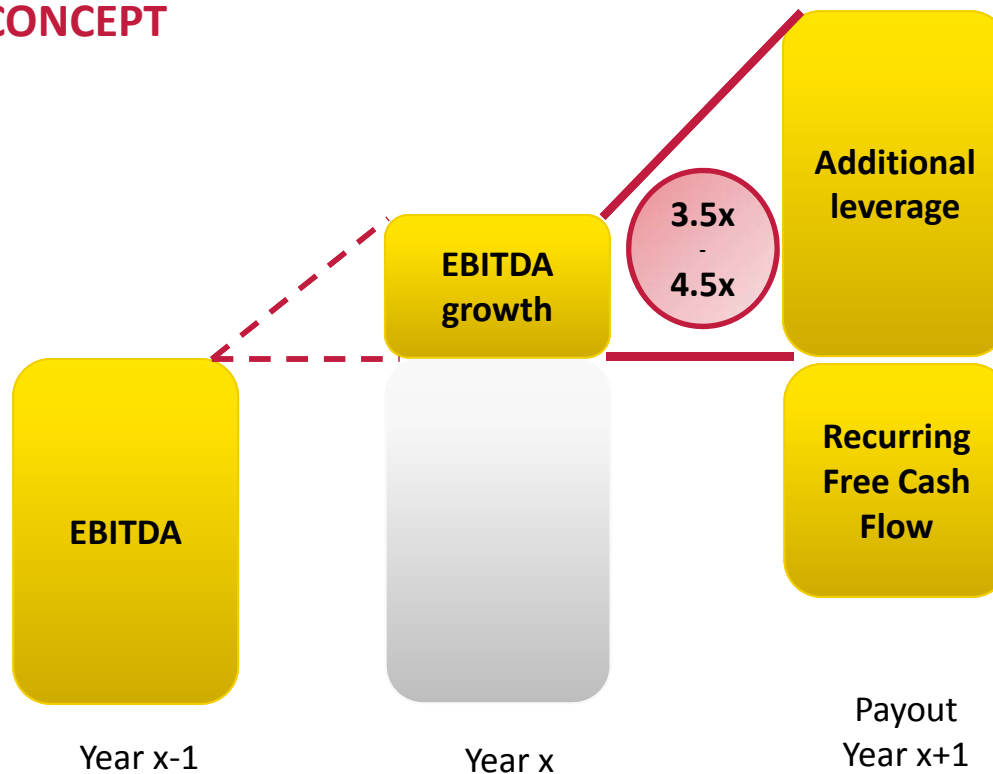 CONCEPT
Additional
leverage
3.5x
-
4.5x
EBITDA
growth
Recurring
Free Cash
Flow
EBITDA
Payout
Year x-1
Year x
Year x+1